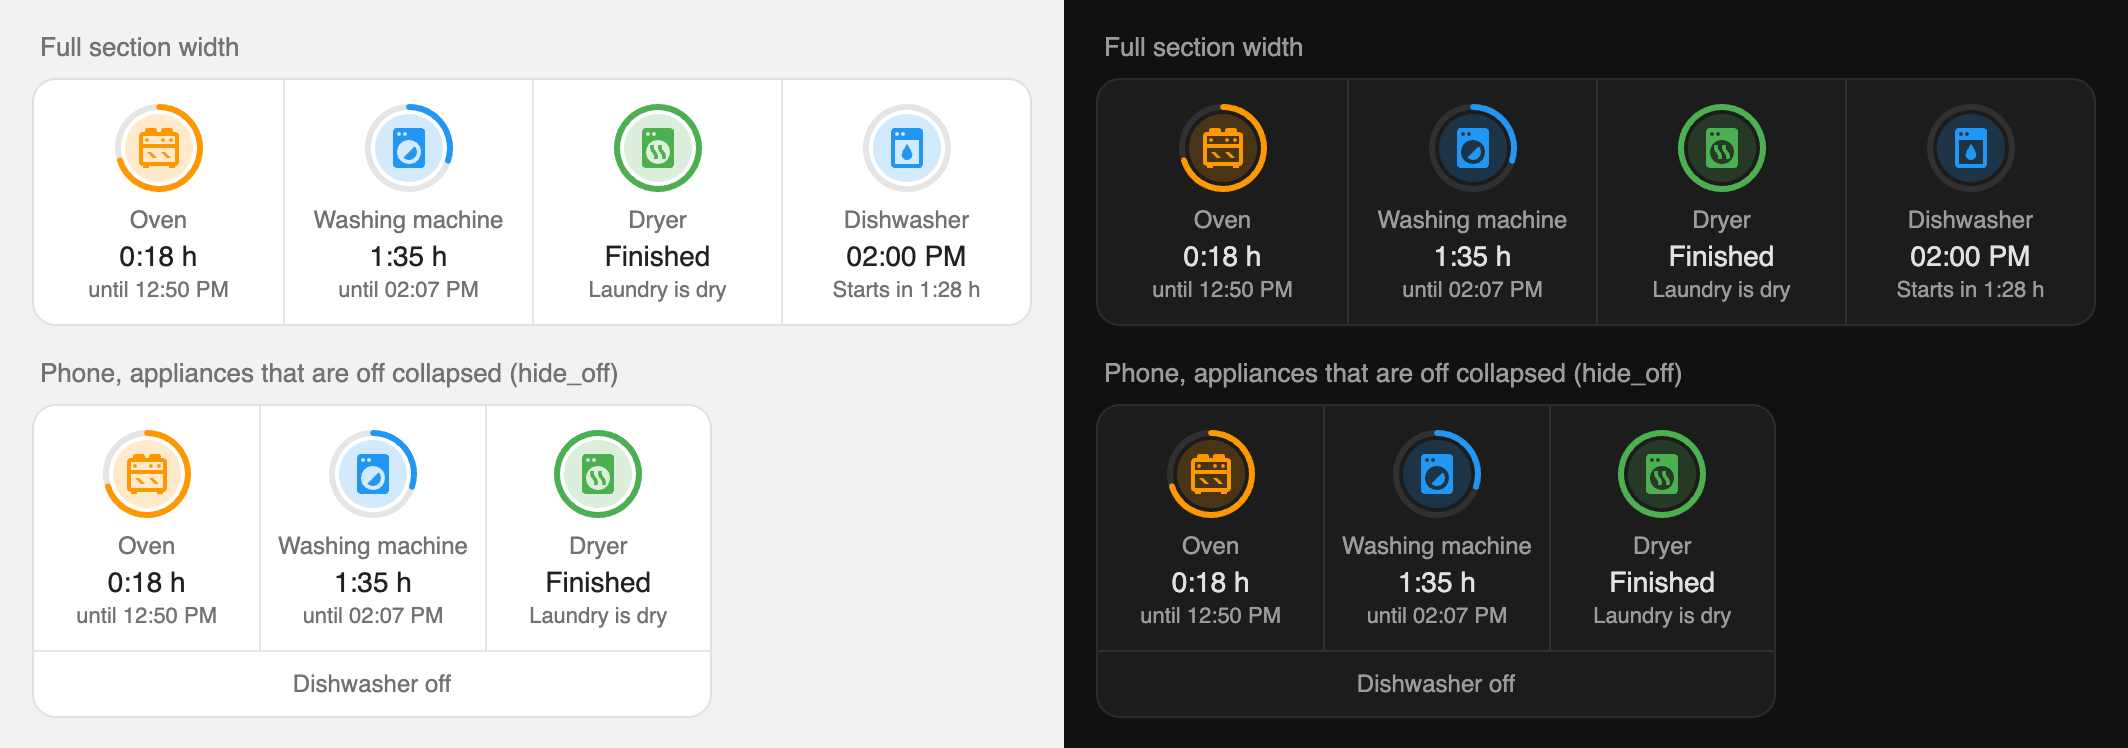 Full section width
Oven
0:18 h
until 12:50 PM
Washing machine
1:35 h
until 02:07 PM
Dryer
Finished
Laundry is dry
Dishwasher
02:00 PM
Starts in 1:28 h
Phone, appliances that are off collapsed (hide_off)
Oven
0:18 h
until 12:50 PM
Washing machine
1:35 h
until 02:07 PM
Dryer
Finished
Laundry is dry
Dishwasher off
Full section width
Oven
0:18 h
until 12:50 PM
Washing machine
1:35 h
until 02:07 PM
Dryer
Finished
Laundry is dry
Dishwasher
02:00 PM
Starts in 1:28 h
Phone, appliances that are off collapsed (hide_off)
Oven
0:18 h
until 12:50 PM
Washing machine
1:35 h
until 02:07 PM
Dryer
Finished
Laundry is dry
Dishwasher off